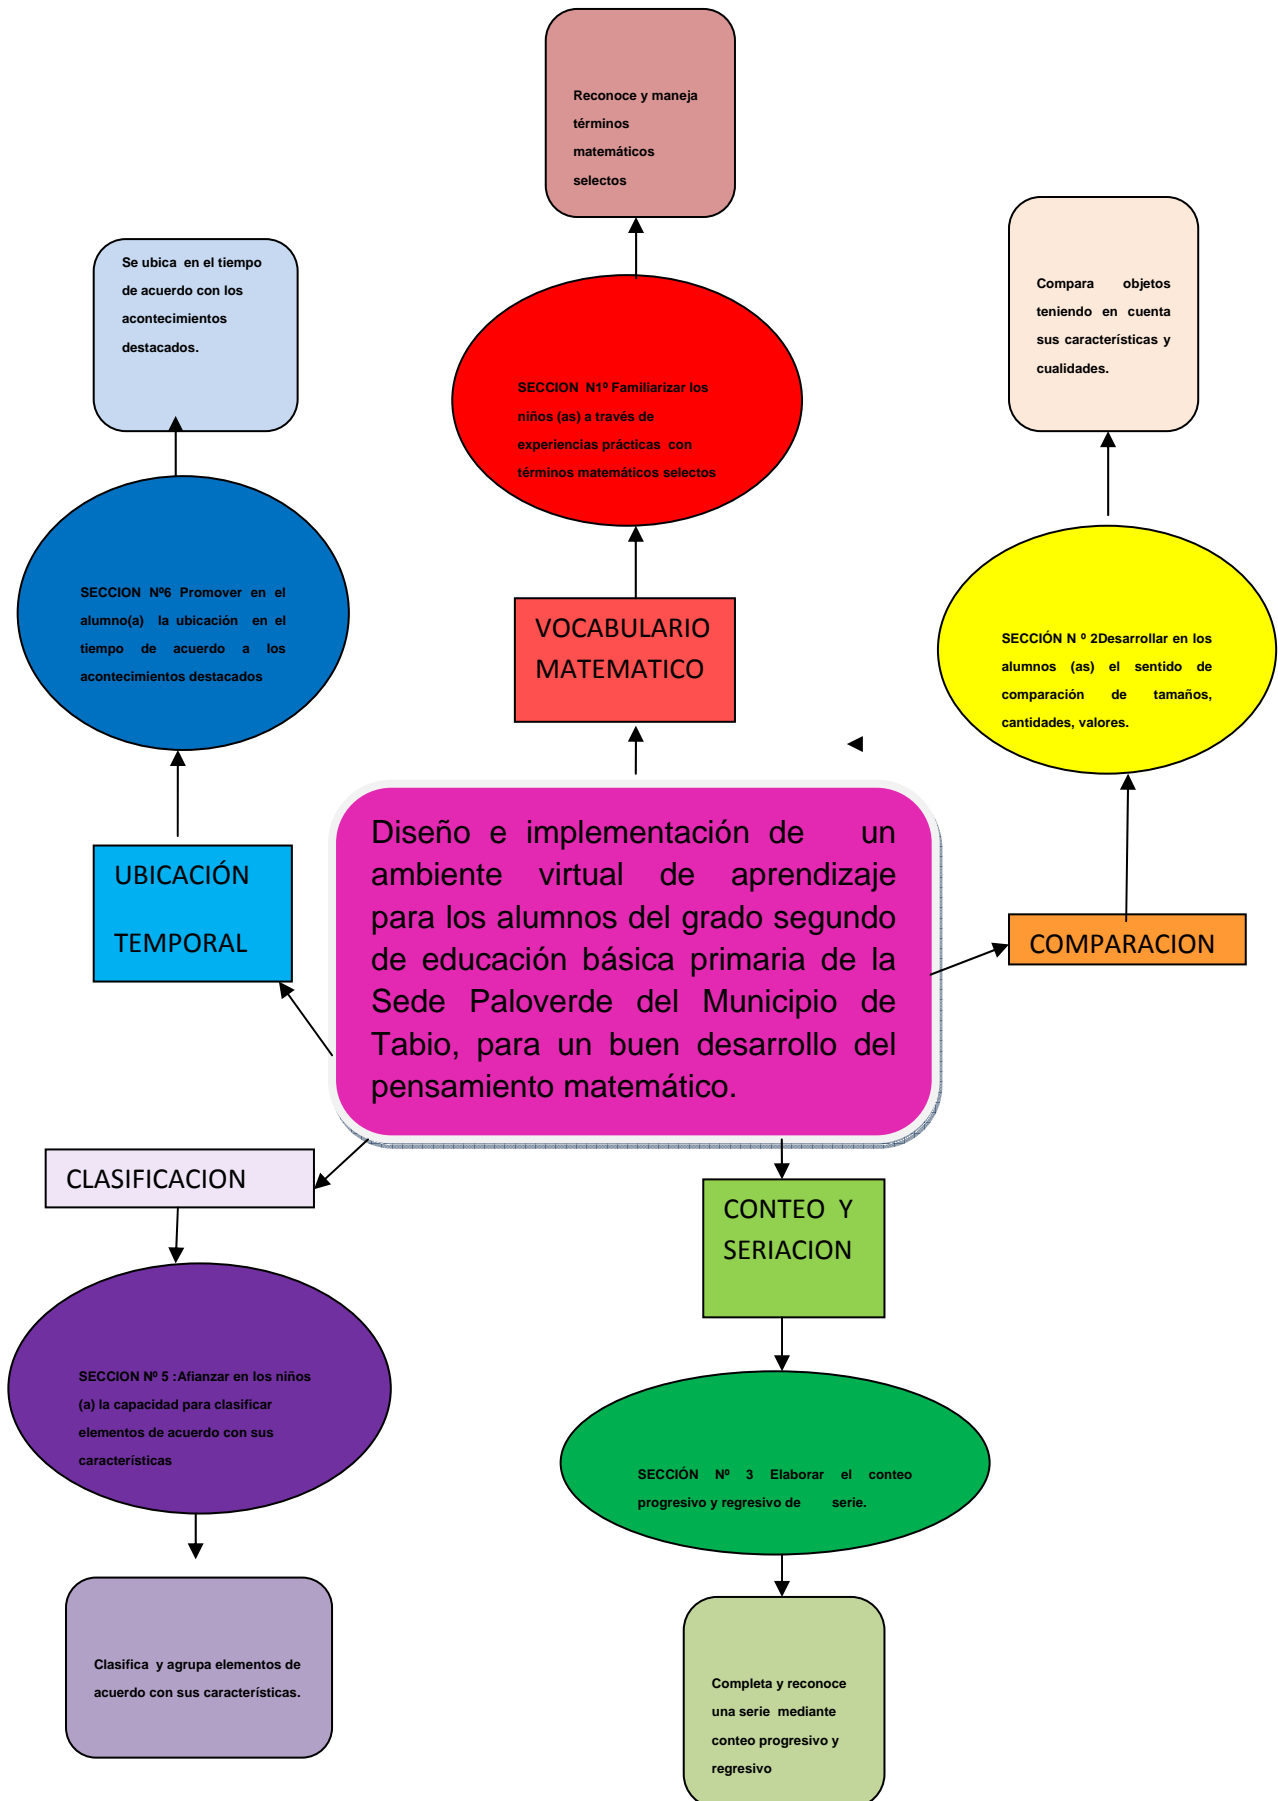 Reconoce y maneja
términos
matemáticos
selectos
Se ubica en el tiempo
de acuerdo con los
acontecimientos
destacados.
Compara objetos
teniendo en cuenta
sus características y
cualidades.
SECCION N1º Familiarizar los
niños (as) a través de
experiencias prácticas con
términos matemáticos selectos
SECCION Nº6 Promover en el
alumno(a) la ubicación en el
tiempo de acuerdo a los
acontecimientos destacados
SECCIÓN N º 2Desarrollar en los
alumnos (as) el sentido de
comparación de tamaños,
cantidades, valores.
VOCABULARIO
MATEMATICO
UBICACIÓN
TEMPORAL
Diseño e implementación de un
ambiente virtual de aprendizaje
para los alumnos del grado segundo
de educación básica primaria de la
Sede Paloverde del Municipio de
Tabio, para un buen desarrollo del
pensamiento matemático.
COMPARACION
CLASIFICACION
CONTEO Y
SERIACION
SECCION Nº 5 :Afianzar en los niños
(a) la capacidad para clasificar
elementos de acuerdo con sus
características
SECCIÓN Nº 3 Elaborar el conteo
progresivo y regresivo de serie.
Clasifica y agrupa elementos de
acuerdo con sus características.
Completa y reconoce
una serie mediante
conteo progresivo y
regresivo